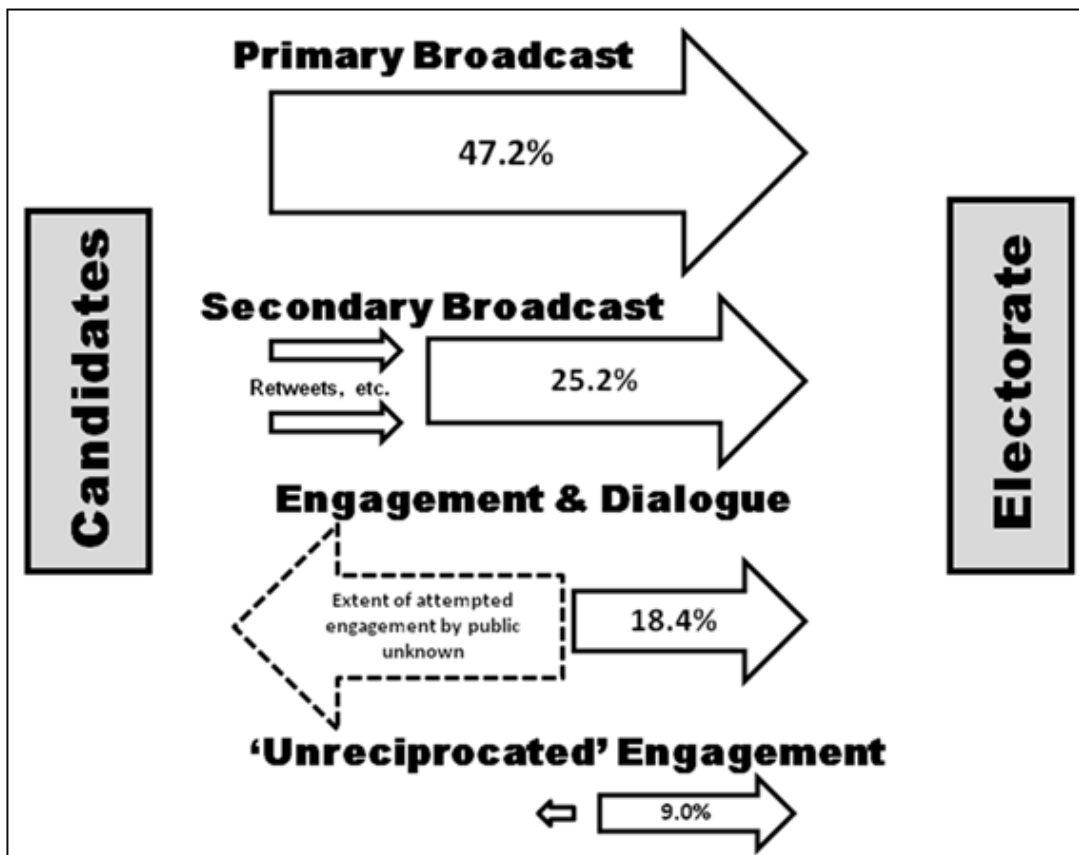 Primary Broadcast
47.2%
Candidates
Electorate
Secondary Broadcast
Retweets, etc.
25.2%
Engagement & Dialogue
Extent of attempted
engagement by public
unknown
18.4%
‘Unreciprocated’ Engagement
9.0%